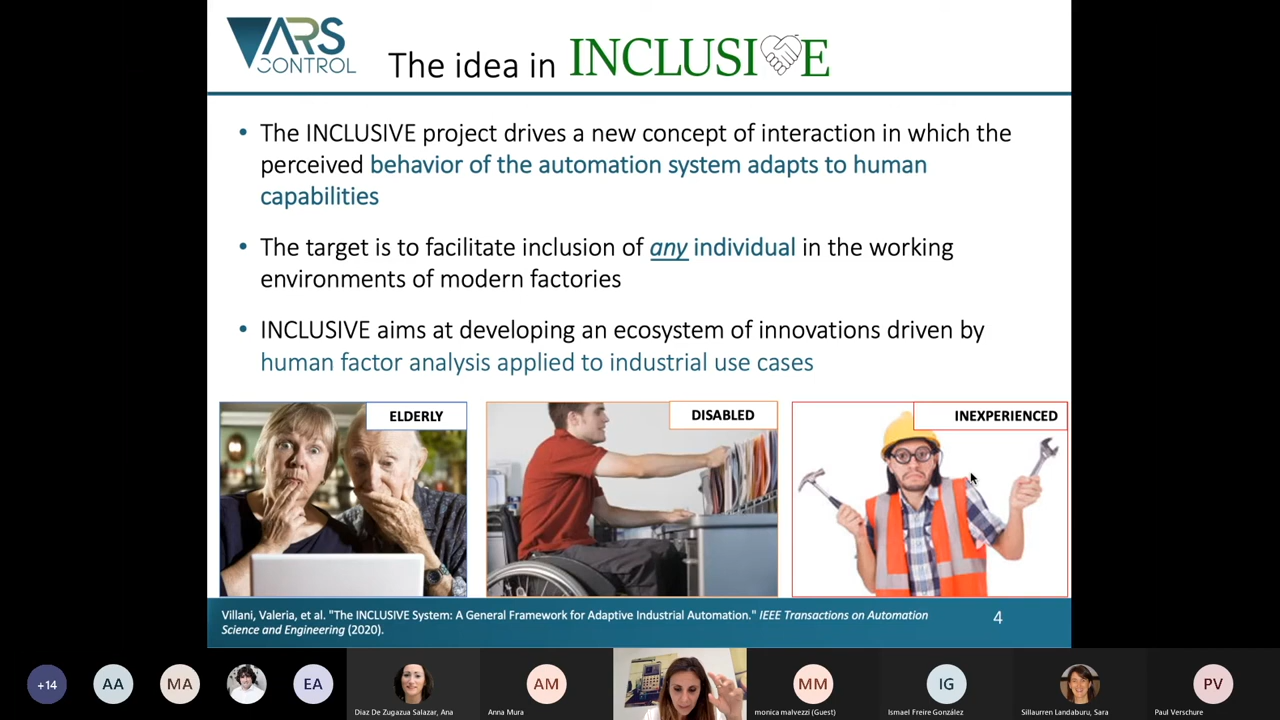 ARS
CONTROL
The idea in INCLUSIVE
• The INCLUSIVE project drives a new concept of interaction in which the
perceived behavior of the automation system adapts to human
capabilities
• The target is to facilitate inclusion of any individual in the working
environments of modern factories
• INCLUSIVE aims at developing an ecosystem of innovations driven by
human factor analysis applied to industrial use cases
ELDERLY
DISABLED
INEXPERIENCED
Villani, Valeria, et al. "The INCLUSIVE System: A General Framework for Adaptive Industrial Automation." IEEE Transactions on Automation
Science and Engineering (2020).
4
+14
AA
MA
EA
AM
MM
IG
PV
Diaz De Zugazua Salazar, Ana
Anna Mura
monica malvezzi (Guest)
Ismael Freire González
Sillaurren Landaburu, Sara
Paul Verschure